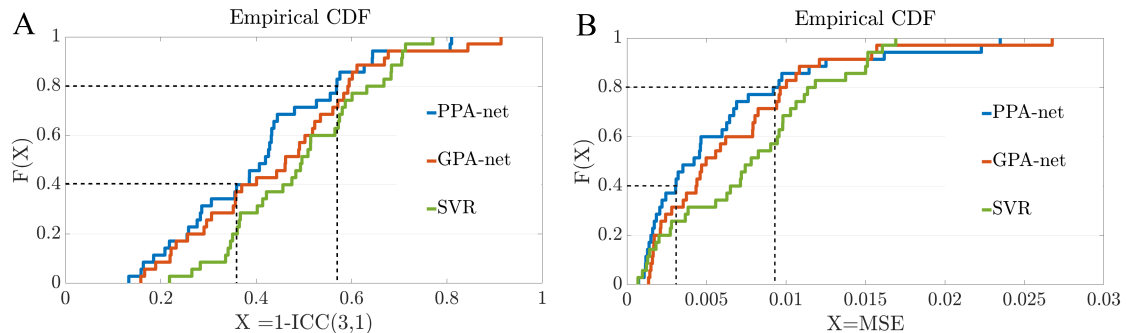 A
Empirical CDF
1
0.8
0.6
0.4
0.2
0
F(X)
PPA-net
GPA-net
SVR
0
0.2
0.4
0.6
0.8
1
X =1-ICC(3,1)
B
Empirical CDF
1
0.8
0.6
0.4
0.2
0
F(X)
PPA-net
GPA-net
SVR
0
0.005
0.01
0.015
0.02
0.025
0.03
X=MSE